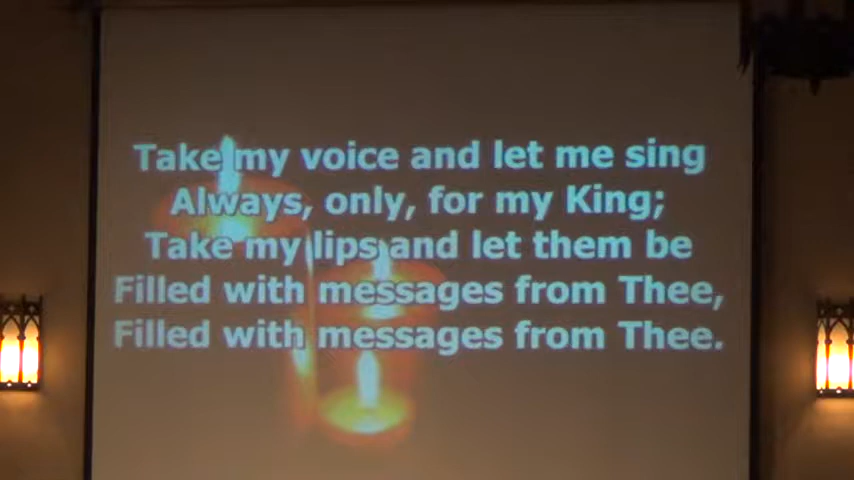 Take my voice and let me sing
Always, only, for my King;
Take my lips and let them be
Filled with messages from Thee,
Filled with messages from Thee.